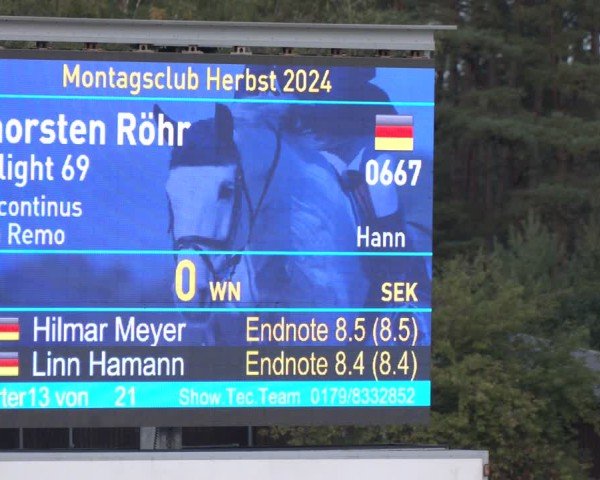 Montagsclub Herbst 2024
horsten Röhr
light 69
0667
continus
Remo
Hann
0 WN SEK
Hilmar Meyer Endnote 8.5 (8.5)
Linn Hamann Endnote 8.4 (8.4)
rter13 von 21 Show.Tec.Team 0179/8332852